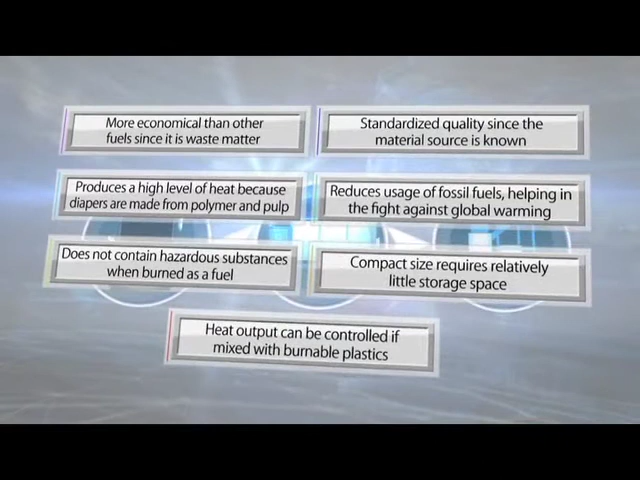 More economical than other
fuels since it is waste matter
Standardized quality since the
material source is known
Produces a high level of heat because
diapers are made from polymer and pulp
Reduces usage of fossil fuels, helping in
the fight against global warming
Does not contain hazardous substances
when burned as a fuel
Compact size requires relatively
little storage space
Heat output can be controlled if
mixed with burnable plastics